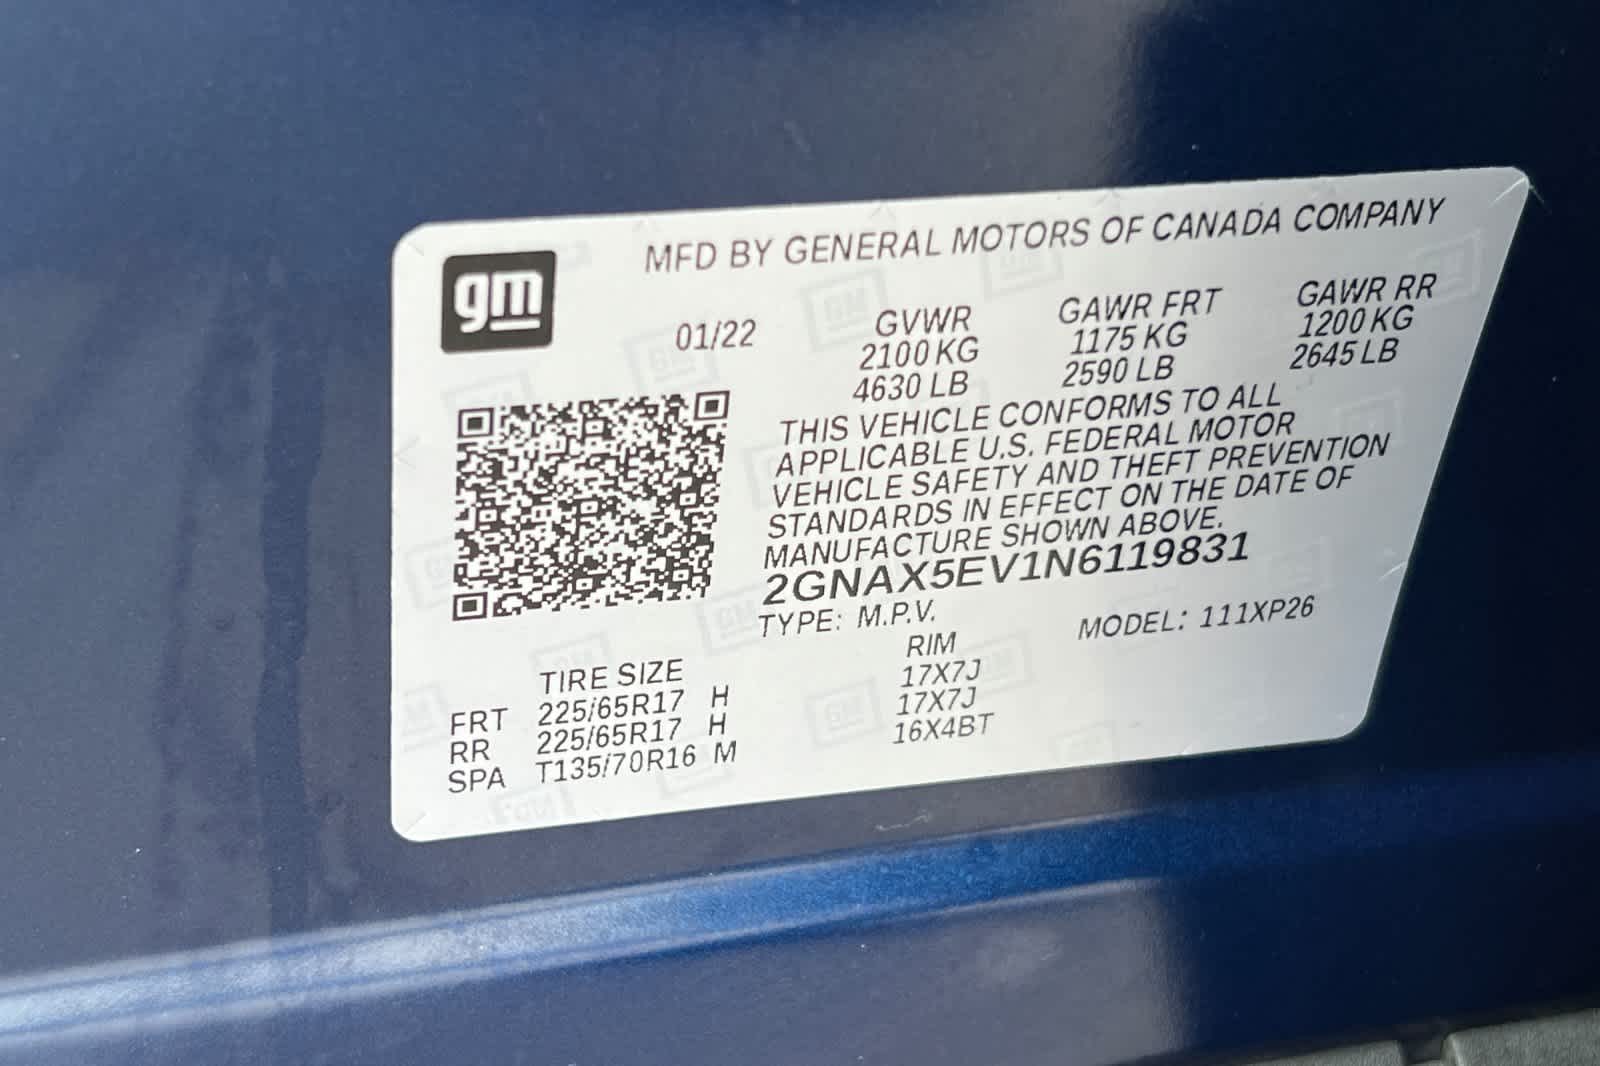 gm
MFD BY GENERAL MOTORS OF CANADA COMPANY
01/22 GVWR GAWR FRT GAWR RR
2100 KG 1175 KG 1200 KG
4630 LB 2590 LB 2645 LB
THIS VEHICLE CONFORMS TO ALL
APPLICABLE U.S. FEDERAL MOTOR
VEHICLE SAFETY AND THEFT PREVENTION
STANDARDS IN EFFECT ON THE DATE OF
MANUFACTURE SHOWN ABOVE.
2GNAX5EV1N6119831
TYPE: M.P.V. MODEL: 111XP26
TIRE SIZE RIM
FRT 225/65R17 H 17X7J
RR 225/65R17 H 17X7J
SPA T135/70R16 M 16X4BT